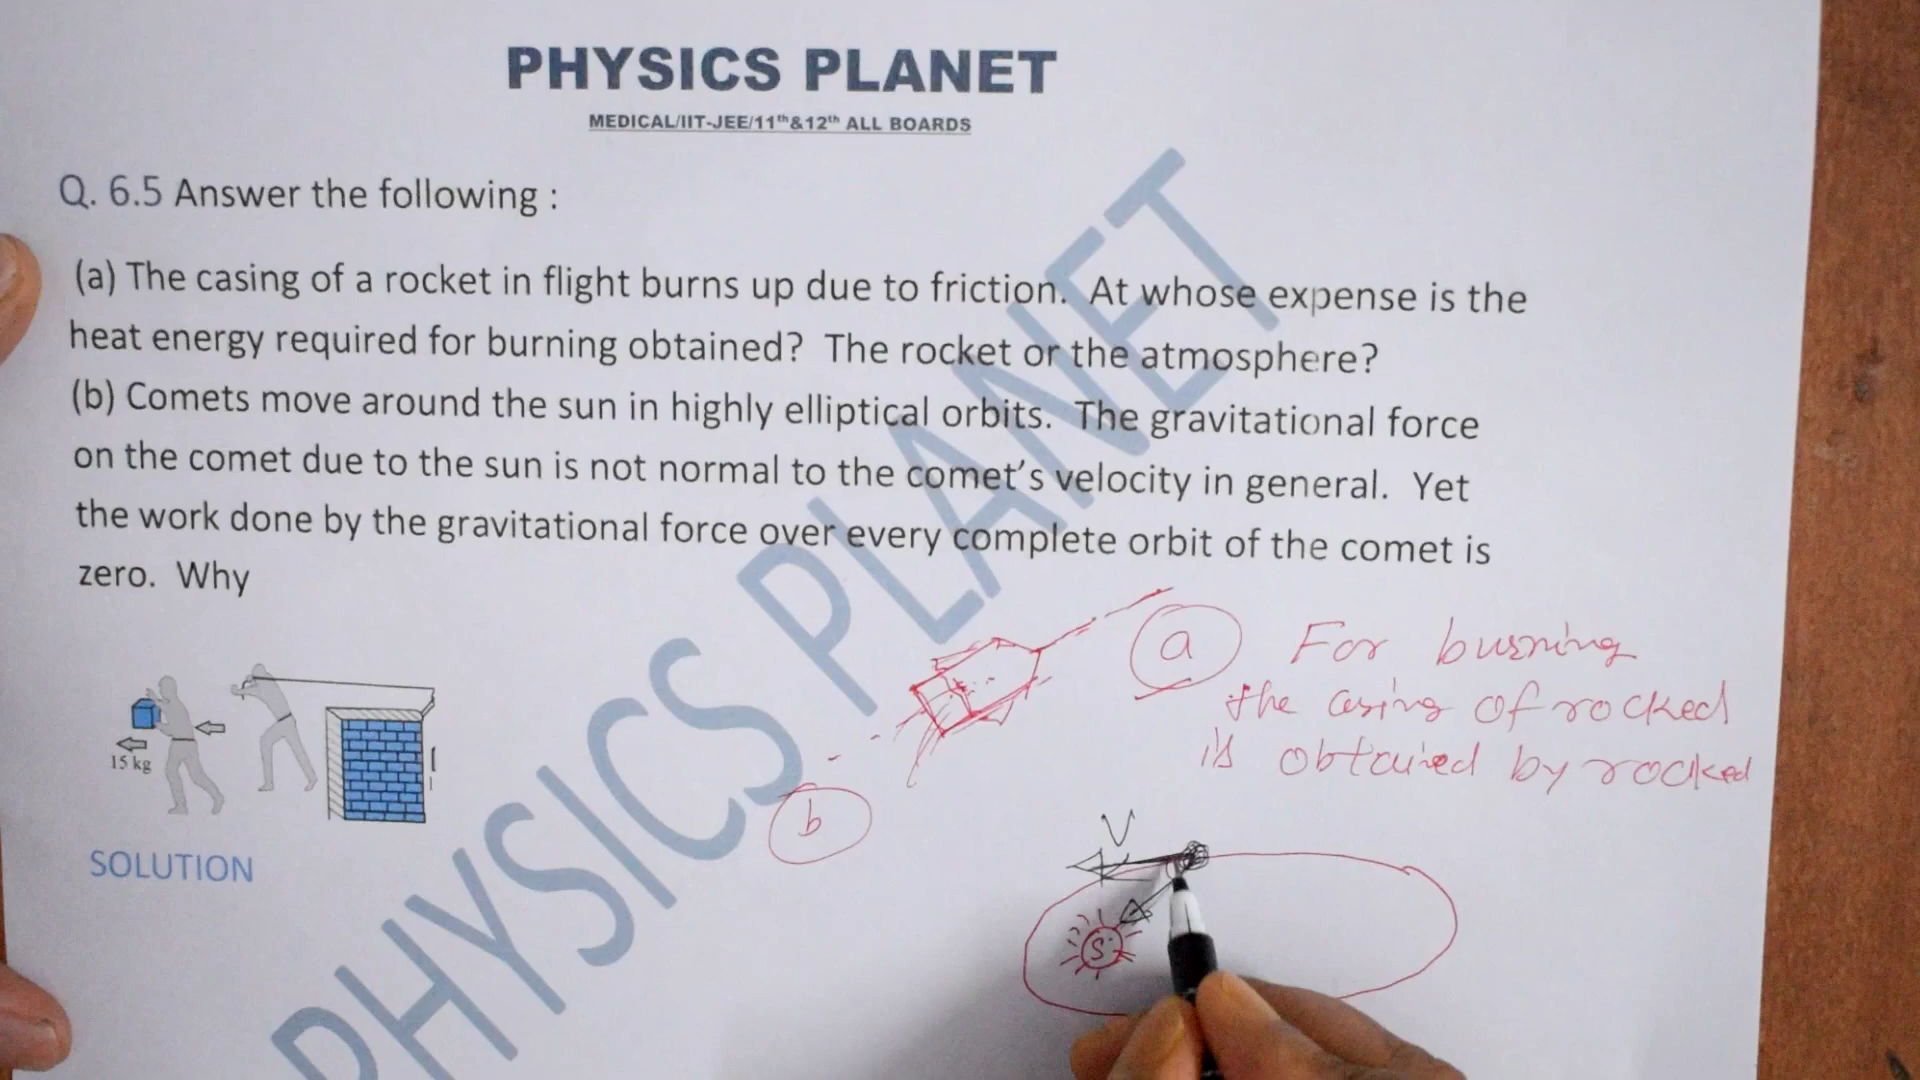 PHYSICS PLANET
MEDICAL/IIT-JEE/11th&12th ALL BOARDS
Q. 6.5 Answer the following :
(a) The casing of a rocket in flight burns up due to friction. At whose expense is the
heat energy required for burning obtained? The rocket or the atmosphere?
(b) Comets move around the sun in highly elliptical orbits. The gravitational force
on the comet due to the sun is not normal to the comet's velocity in general. Yet
the work done by the gravitational force over every complete orbit of the comet is
zero. Why
PHYSICS PLANET
a For burning
the casing of rocked
is obtained by rocked
15 kg
b
V
SOLUTION
S